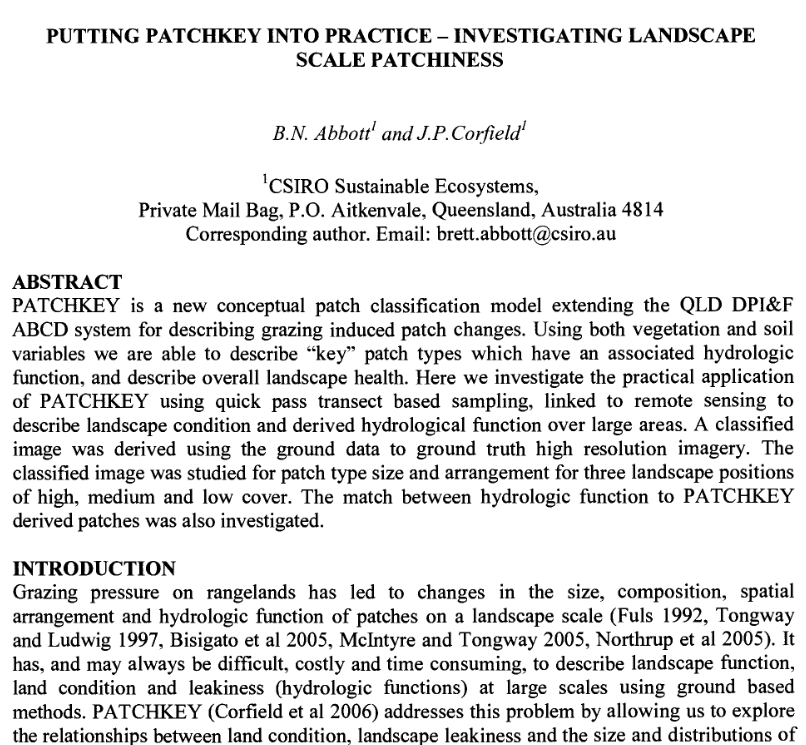 PUTTING PATCHKEY INTO PRACTICE – INVESTIGATING LANDSCAPE
SCALE PATCHINESS
B.N. Abbott1 and J.P.Corfield1
1CSIRO Sustainable Ecosystems,
Private Mail Bag, P.O. Aitkenvale, Queensland, Australia 4814
Corresponding author. Email: brett.abbott@csiro.au
ABSTRACT
PATCHKEY is a new conceptual patch classification model extending the QLD DPI&F
ABCD system for describing grazing induced patch changes. Using both vegetation and soil
variables we are able to describe “key” patch types which have an associated hydrologic
function, and describe overall landscape health. Here we investigate the practical application
of PATCHKEY using quick pass transect based sampling, linked to remote sensing to
describe landscape condition and derived hydrological function over large areas. A classified
image was derived using the ground data to ground truth high resolution imagery. The
classified image was studied for patch type size and arrangement for three landscape positions
of high, medium and low cover. The match between hydrologic function to PATCHKEY
derived patches was also investigated.
INTRODUCTION
Grazing pressure on rangelands has led to changes in the size, composition, spatial
arrangement and hydrologic function of patches on a landscape scale (Fuls 1992, Tongway
and Ludwig 1997, Bisigato et al 2005, McIntyre and Tongway 2005, Northrup et al 2005). It
has, and may always be difficult, costly and time consuming, to describe landscape function,
land condition and leakiness (hydrologic functions) at large scales using ground based
methods. PATCHKEY (Corfield et al 2006) addresses this problem by allowing us to explore
the relationships between land condition, landscape leakiness and the size and distributions of